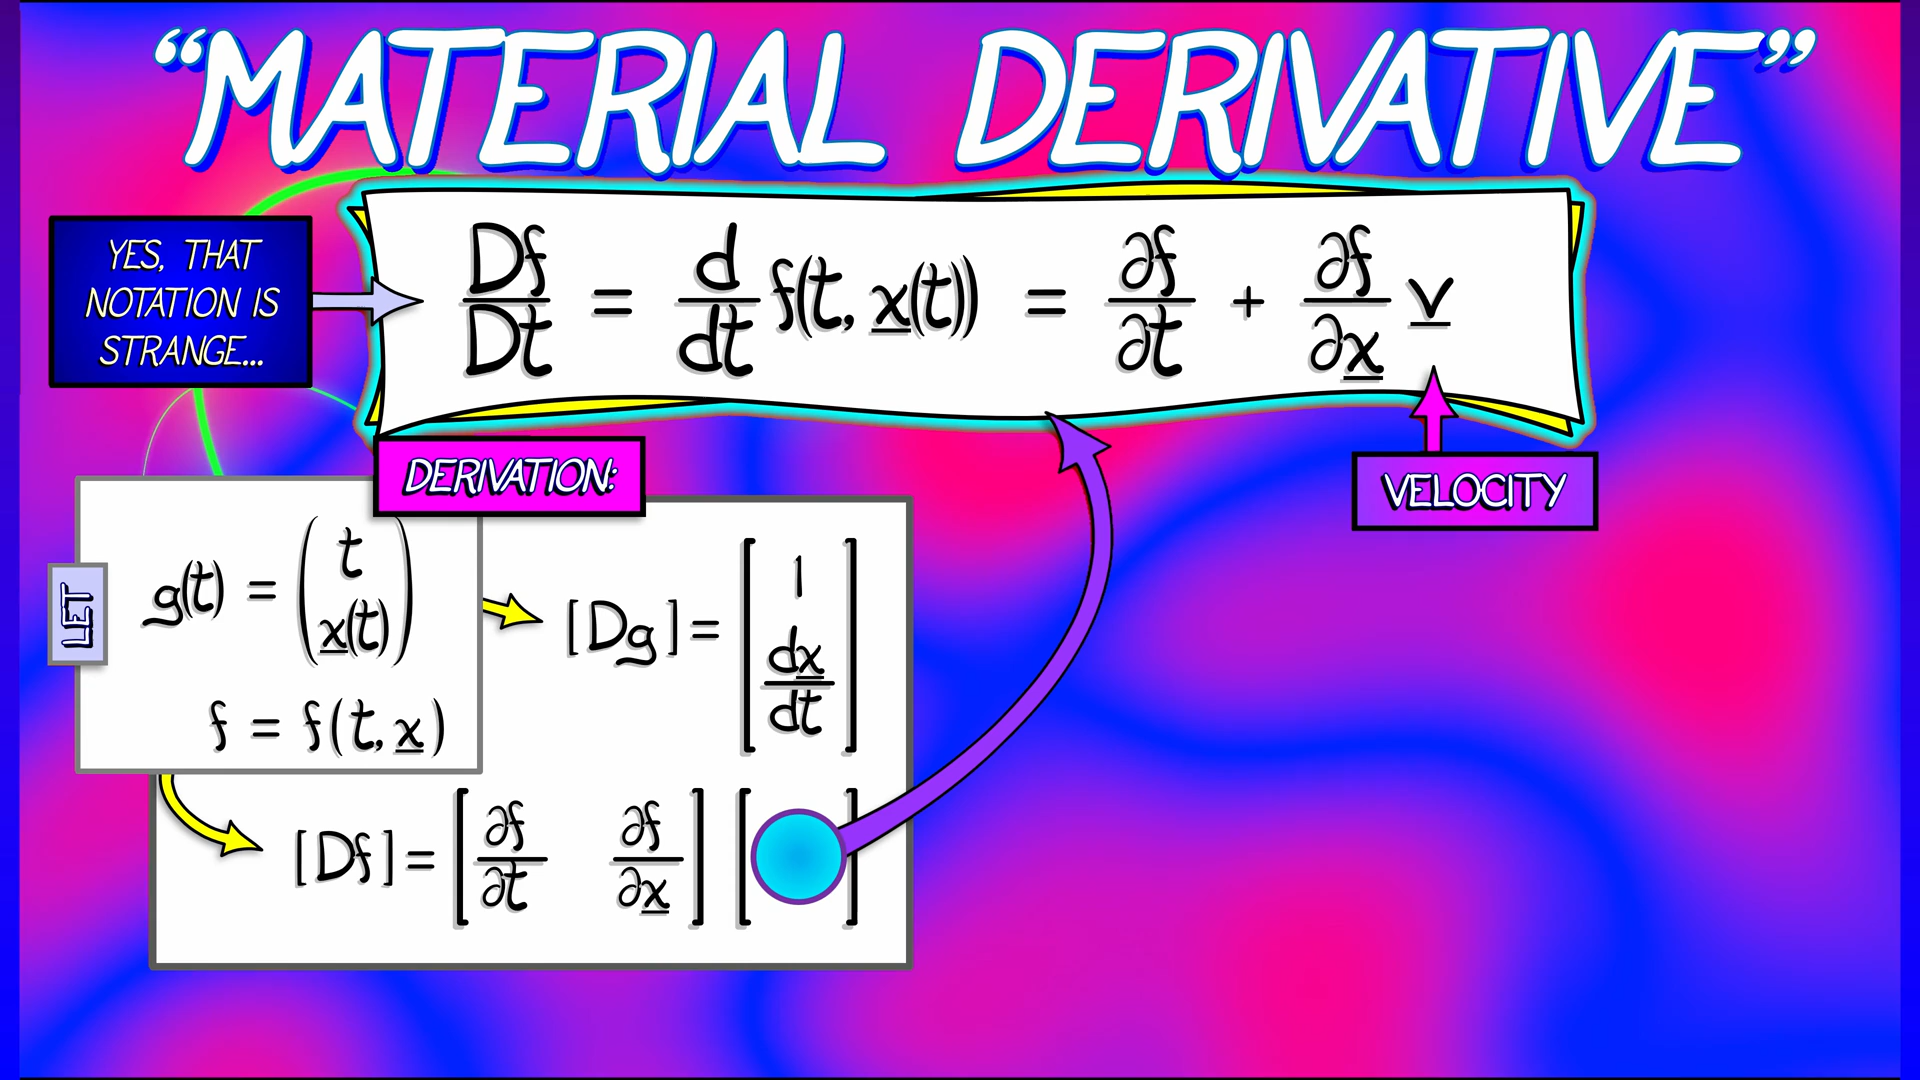 “MATERIAL DERIVATIVE”
YES, THAT
NOTATION IS
STRANGE...
Df/Dt = d/dt f(t, x(t)) = ∂f/∂t + ∂f/∂x v
VELOCITY
DERIVATION:
LET
g(t) = (t x(t))
f = f(t, x)
[Dg] = [1 dx/dt]
[Df] = [∂f/∂t ∂f/∂x] [ ]